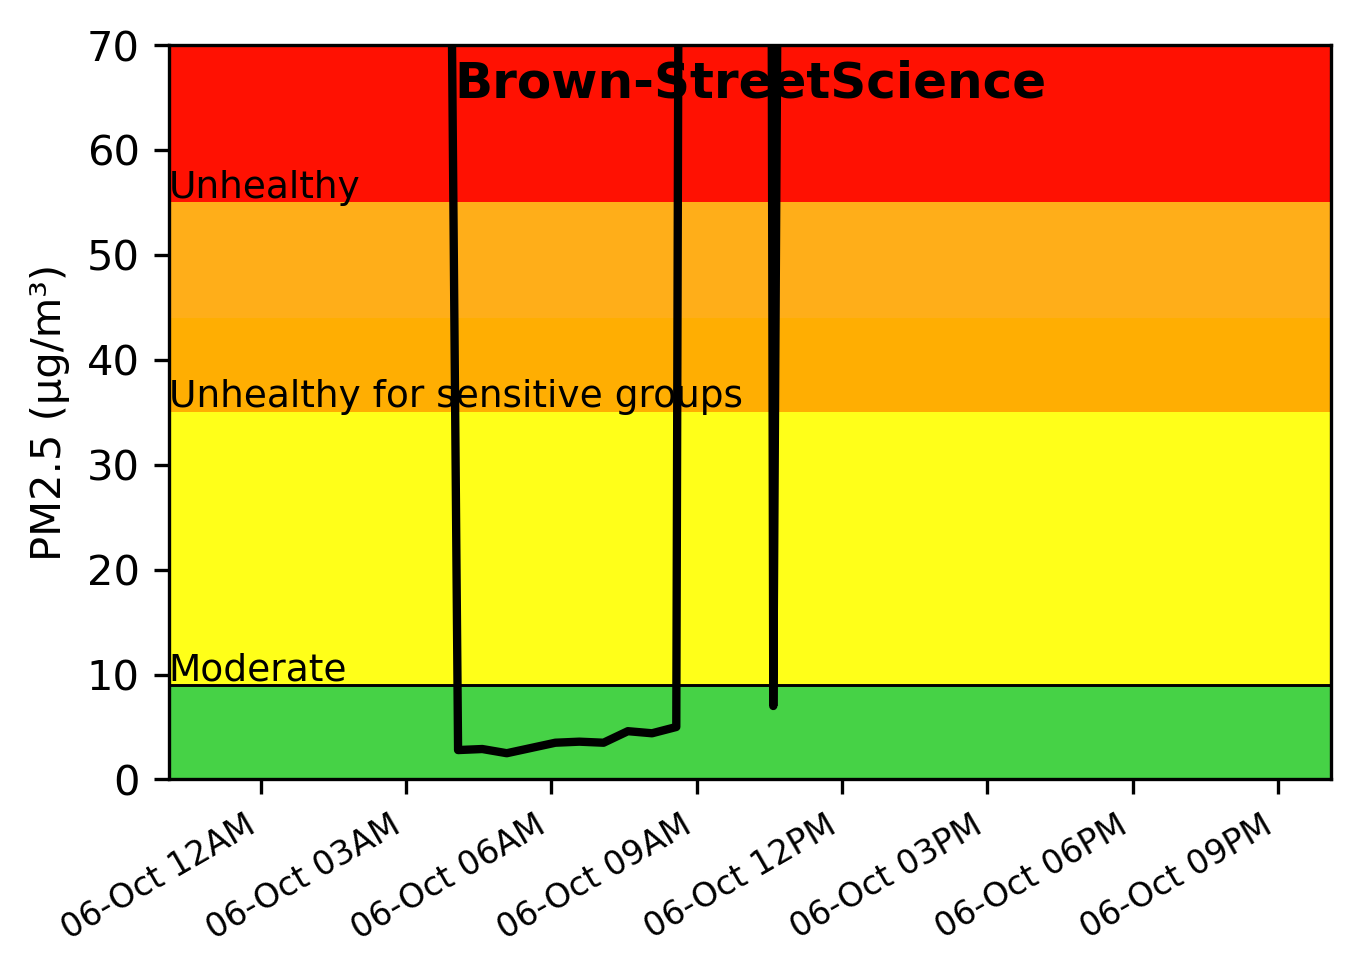 Brown-StreetScience
PM2.5 (µg/m³)
70
60
50
40
30
20
10
0
Unhealthy
Unhealthy for sensitive groups
Moderate
06-Oct 12AM
06-Oct 03AM
06-Oct 06AM
06-Oct 09AM
06-Oct 12PM
06-Oct 03PM
06-Oct 06PM
06-Oct 09PM